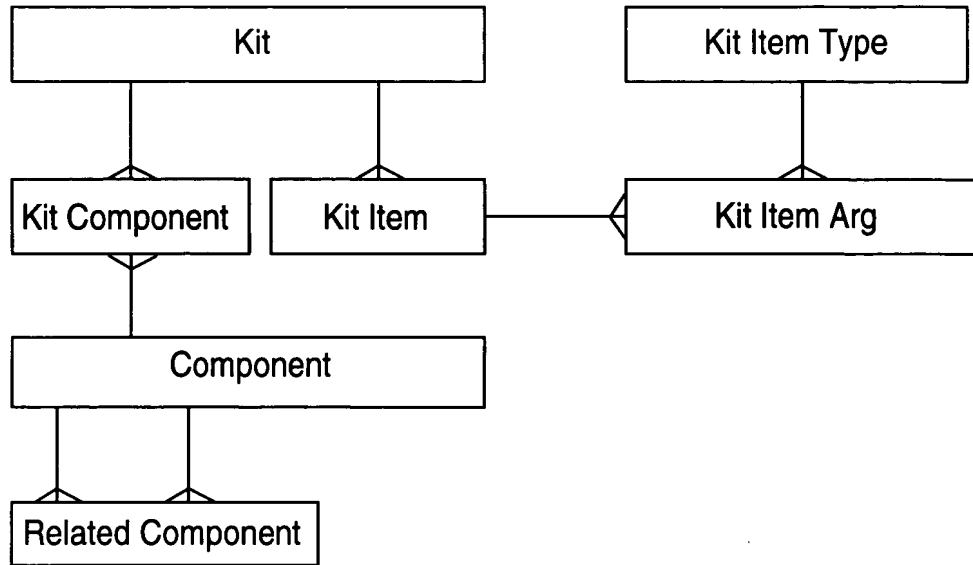 Kit
Kit Item Type
Kit Component
Kit Item
Kit Item Arg
Component
Related Component